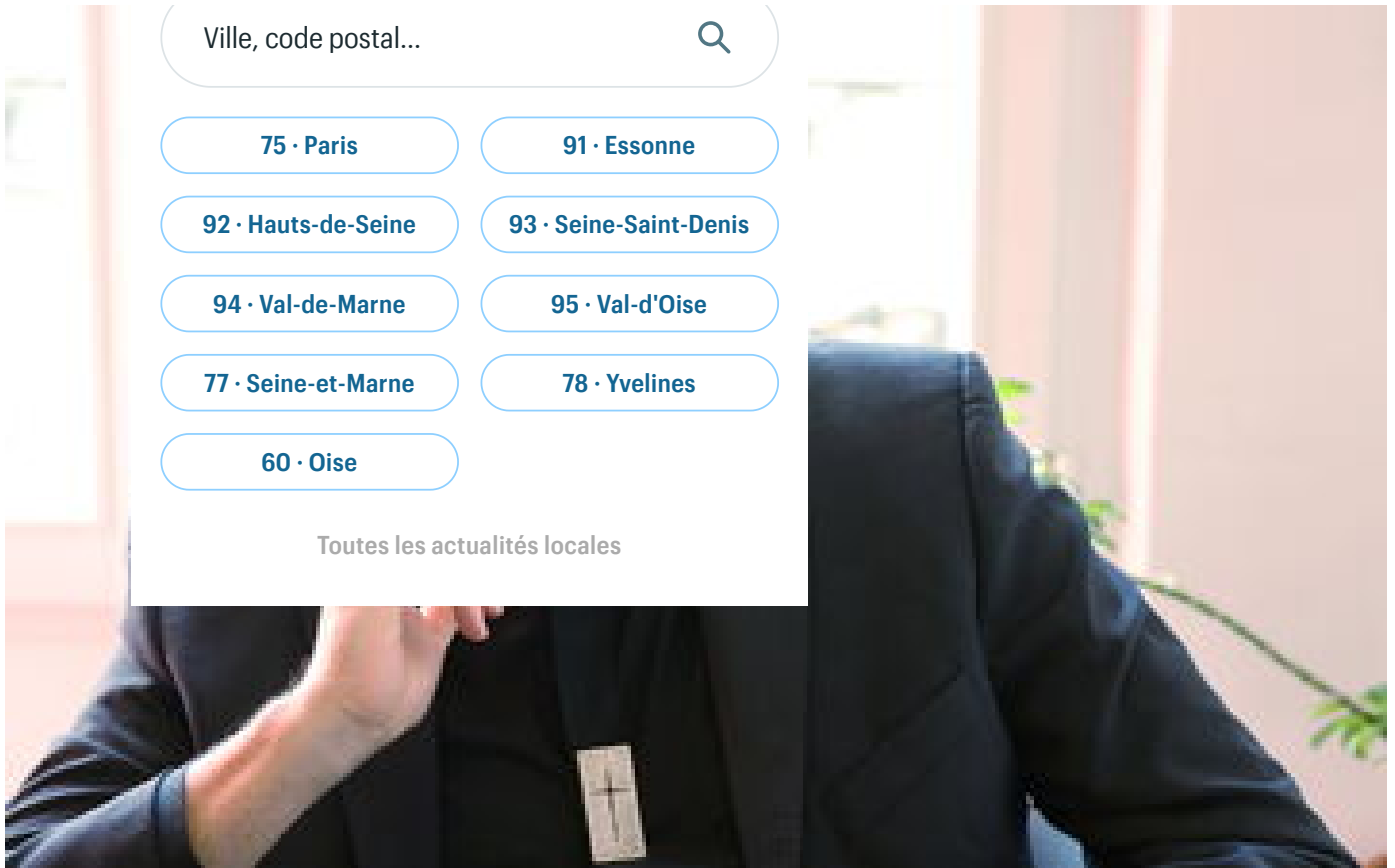 Ville, code postal...
75 · Paris
91 · Essonne
92 · Hauts-de-Seine
93 · Seine-Saint-Denis
94 · Val-de-Marne
95 · Val-d'Oise
77 · Seine-et-Marne
78 · Yvelines
60 · Oise
Toutes les actualités locales